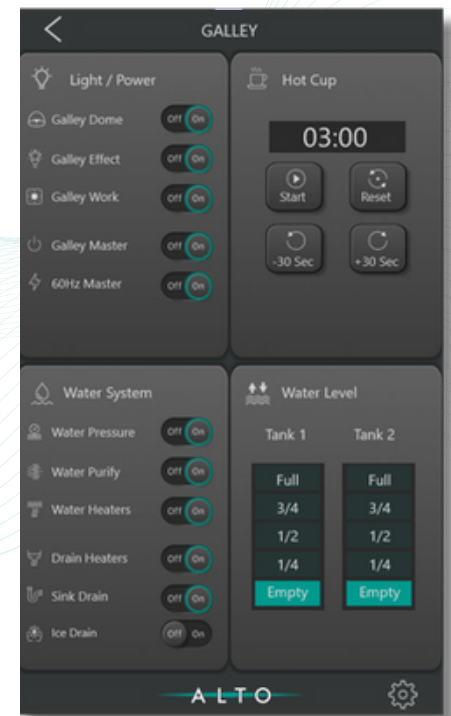 GALLEY
Light / Power
Galley Dome Off On
Galley Effect Off On
Galley Work Off On
Galley Master Off On
60Hz Master Off On
Hot Cup
03:00
Start Reset
-30 Sec +30 Sec
Water System
Water Pressure Off On
Water Purify Off On
Water Heaters Off On
Drain Heaters Off On
Sink Drain Off On
Ice Drain Off On
Water Level
Tank 1 Tank 2
Full Full
3/4 3/4
1/2 1/2
1/4 1/4
Empty Empty
ALTO